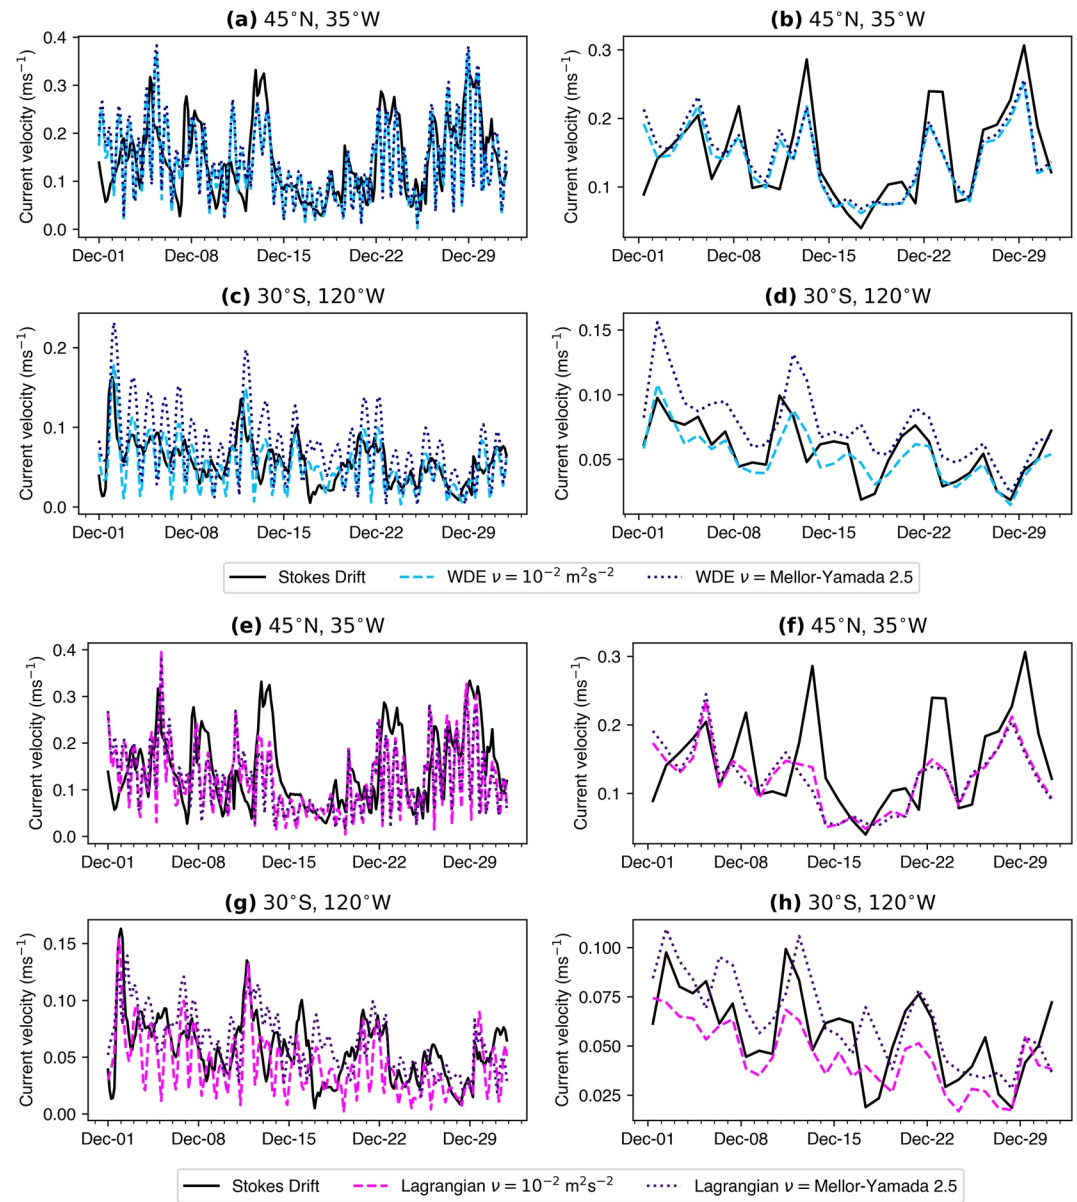 (a) 45°N, 35°W
Current velocity (ms⁻¹)
0.4
0.3
0.2
0.1
0.0
Dec-01 Dec-08 Dec-15 Dec-22 Dec-29
(b) 45°N, 35°W
Current velocity (ms⁻¹)
0.3
0.2
0.1
Dec-01 Dec-08 Dec-15 Dec-22 Dec-29
(c) 30°S, 120°W
Current velocity (ms⁻¹)
0.2
0.1
0.0
Dec-01 Dec-08 Dec-15 Dec-22 Dec-29
(d) 30°S, 120°W
Current velocity (ms⁻¹)
0.15
0.10
0.05
Dec-01 Dec-08 Dec-15 Dec-22 Dec-29
Stokes Drift WDE ν = 10⁻² m²s⁻² WDE ν = Mellor-Yamada 2.5
(e) 45°N, 35°W
Current velocity (ms⁻¹)
0.4
0.3
0.2
0.1
0.0
Dec-01 Dec-08 Dec-15 Dec-22 Dec-29
(f) 45°N, 35°W
Current velocity (ms⁻¹)
0.3
0.2
0.1
Dec-01 Dec-08 Dec-15 Dec-22 Dec-29
(g) 30°S, 120°W
Current velocity (ms⁻¹)
0.15
0.10
0.05
0.00
Dec-01 Dec-08 Dec-15 Dec-22 Dec-29
(h) 30°S, 120°W
Current velocity (ms⁻¹)
0.100
0.075
0.050
0.025
Dec-01 Dec-08 Dec-15 Dec-22 Dec-29
Stokes Drift Lagrangian ν = 10⁻² m²s⁻² Lagrangian ν = Mellor-Yamada 2.5